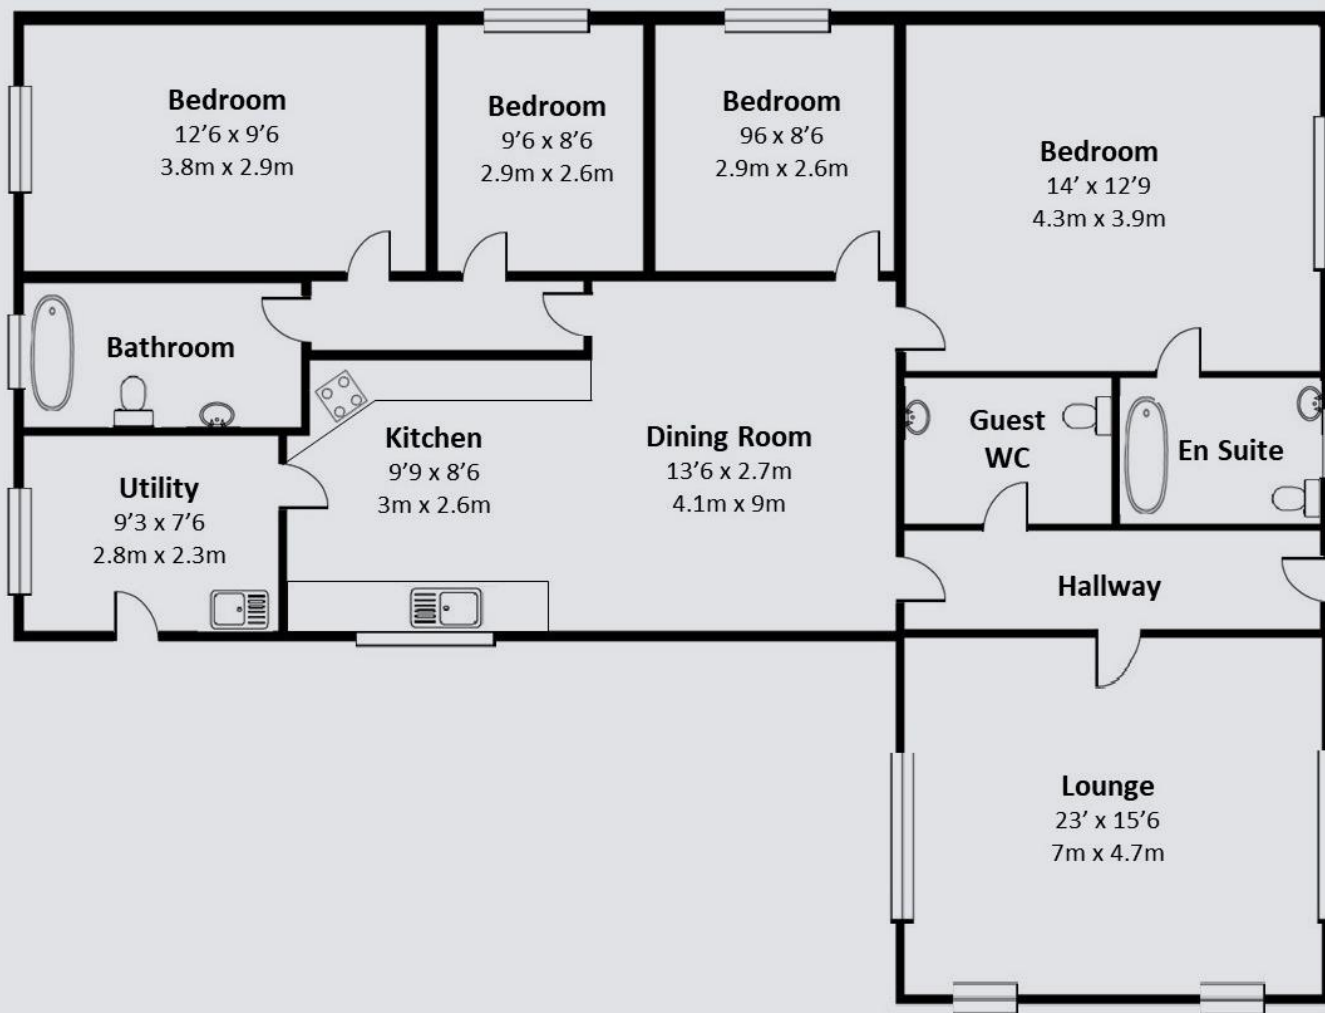 Bedroom
12'6 x 9'6
3.8m x 2.9m
Bedroom
9'6 x 8'6
2.9m x 2.6m
Bedroom
96 x 8'6
2.9m x 2.6m
Bedroom
14' x 12'9
4.3m x 3.9m
Bathroom
Kitchen
9'9 x 8'6
3m x 2.6m
Dining Room
13'6 x 2.7m
4.1m x 9m
Guest
WC
En Suite
Utility
9'3 x 7'6
2.8m x 2.3m
Hallway
Lounge
23' x 15'6
7m x 4.7m